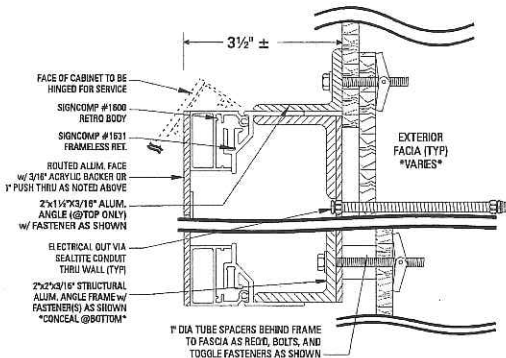 3½" ±
FACE OF CABINET TO BE
HINGED FOR SERVICE
SIGNCOMP #1600
RETRO BODY
SIGNCOMP #1631
FRAMELESS RET.
ROUTED ALUM. FACE
w/ 3/16" ACRYLIC BACKER OR
1" PUSH THRU AS NOTED ABOVE
2"x1½"X3/16" ALUM.
ANGLE (@TOP ONLY)
w/ FASTENER AS SHOWN
ELECTRICAL OUT VIA
SEALTITE CONDUIT
THRU WALL (TYP)
2"x2"x3/16" STRUCTURAL
ALUM. ANGLE FRAME w/
FASTENER(S) AS SHOWN
*CONCEAL @BOTTOM*
EXTERIOR
FACIA (TYP)
*VARIES*
1" DIA TUBE SPACERS BEHIND FRAME
TO FASCIA AS REQD, BOLTS, AND
TOGGLE FASTENERS AS SHOWN